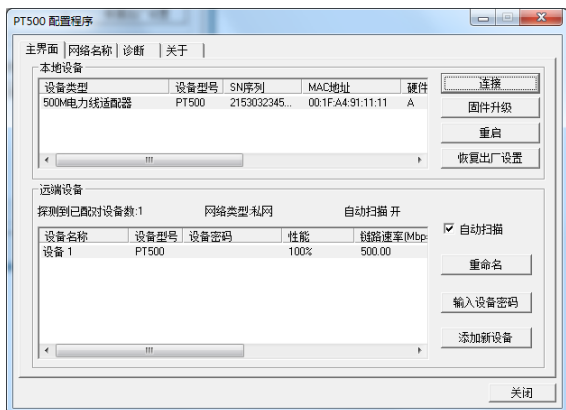 PT500 配置程序
主界面 网络名称 诊断 关于
本地设备
设备类型 设备型号 SN序列 MAC地址 硬件
500M电力线适配器 PT500 2153032345... 00:1F:A4:91:11:11 A
连接
固件升级
重启
恢复出厂设置
远端设备
探测到已配对设备数:1 网络类型:私网 自动扫描 开
设备名称 设备型号 设备密码 性能 链路速率(Mbp
设备 1 PT500 100% 500.00
自动扫描
重命名
输入设备密码
添加新设备
关闭